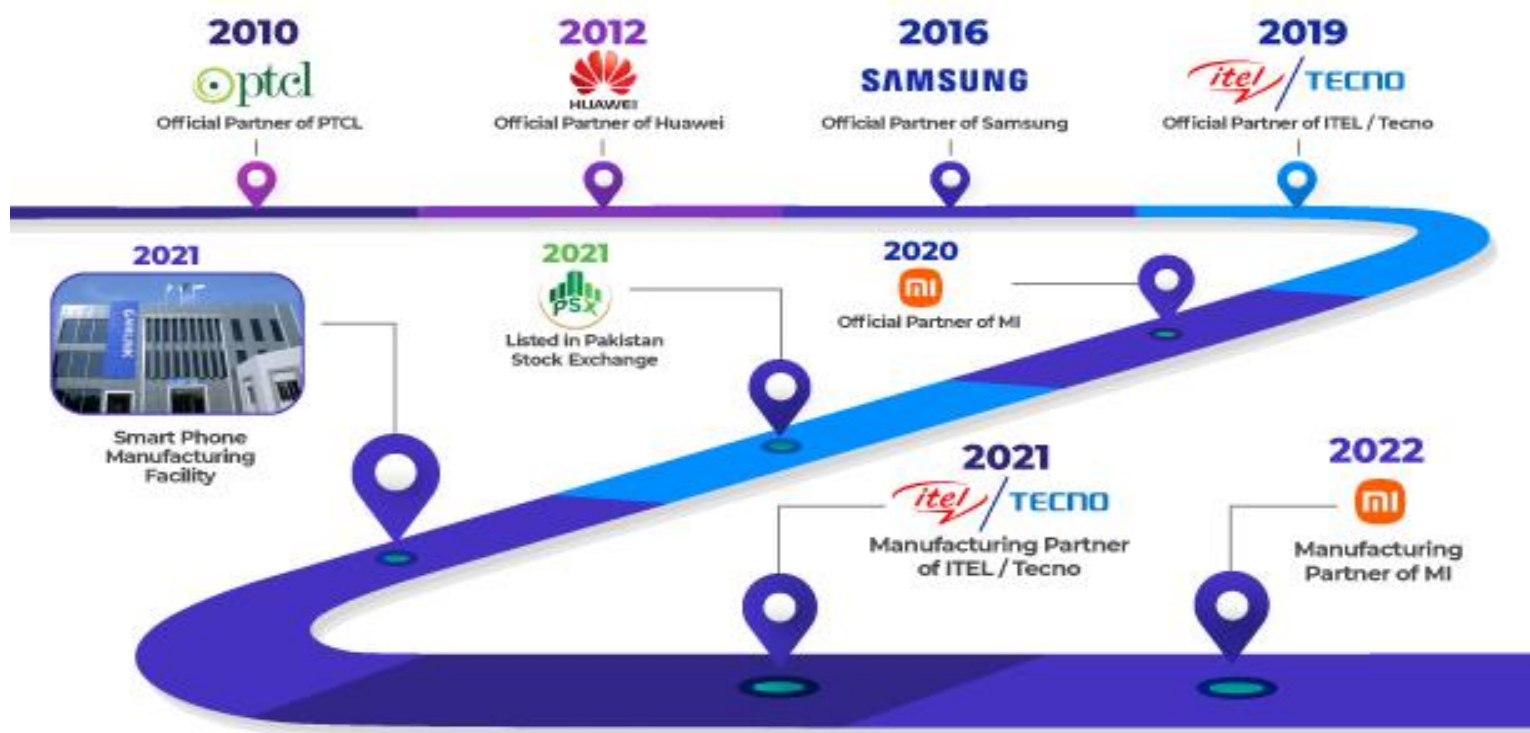 2010
ptcl
Official Partner of PTCL
2012
HUAWEI
Official Partner of Huawei
2016
SAMSUNG
Official Partner of Samsung
2019
itel / TECNO
Official Partner of ITEL / Tecno
2020
mi
Official Partner of MI
2021
PSX
Listed in Pakistan
Stock Exchange
2021
Smart Phone
Manufacturing
Facility
2021
itel / TECNO
Manufacturing Partner
of ITEL / Tecno
2022
mi
Manufacturing
Partner of MI